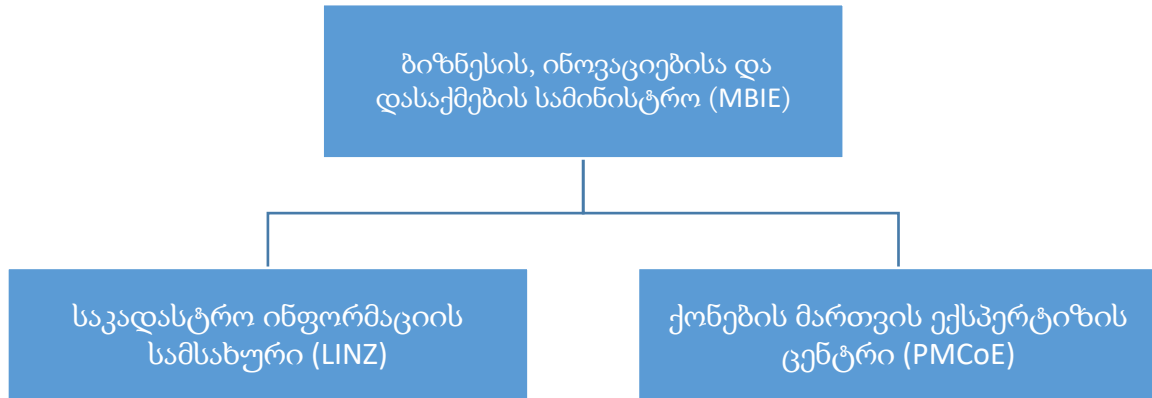 ბიზნესის, ინოვაციებისა და
დასაქმების სამინისტრო (MBIE)
საკადასტრო ინფორმაციის
სამსახური (LINZ)
ქონების მართვის ექსპერტიზის
ცენტრი (PMCoE)